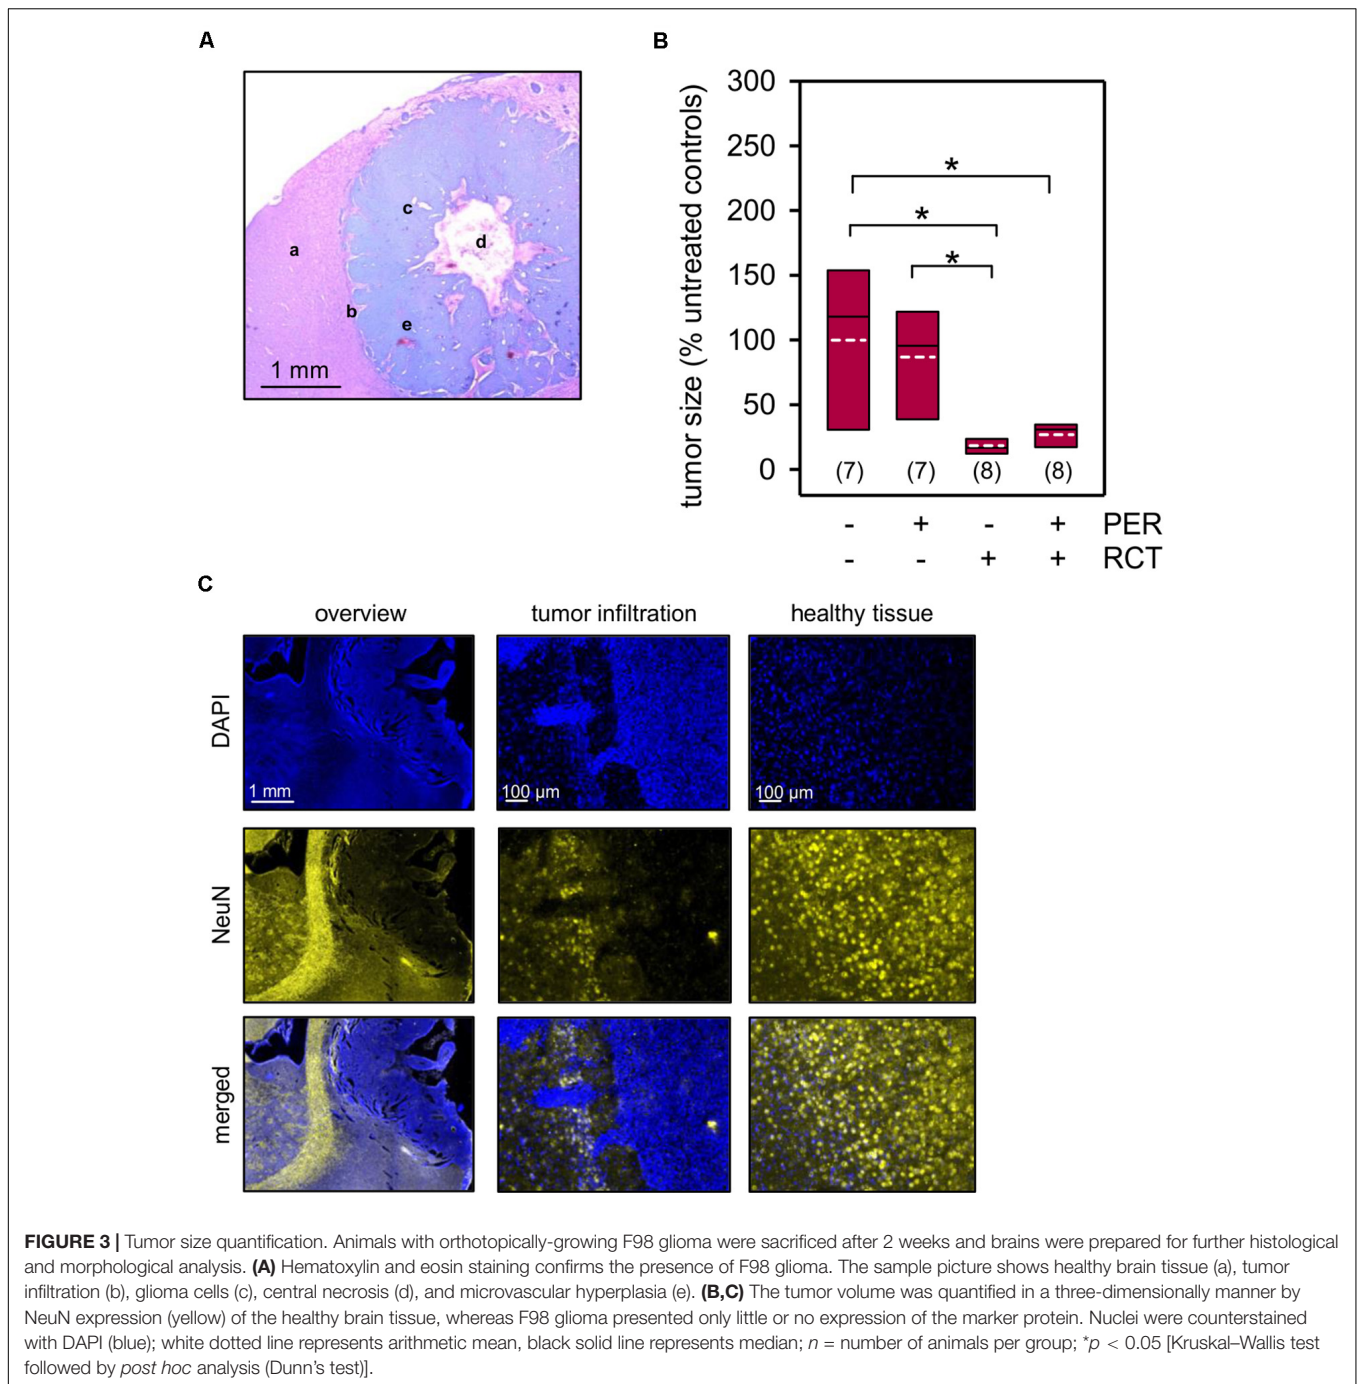 A
a
b
c
d
e
1 mm
B
tumor size (% untreated controls)
300
250
200
150
100
50
0
*
*
*
(7) (7) (8) (8)
- + - + PER
- - + + RCT
C
overview tumor infiltration healthy tissue
DAPI
1 mm 100 µm 100 µm
NeuN
merged
FIGURE 3 | Tumor size quantification. Animals with orthotopically-growing F98 glioma were sacrificed after 2 weeks and brains were prepared for further histological
and morphological analysis. (A) Hematoxylin and eosin staining confirms the presence of F98 glioma. The sample picture shows healthy brain tissue (a), tumor
infiltration (b), glioma cells (c), central necrosis (d), and microvascular hyperplasia (e). (B,C) The tumor volume was quantified in a three-dimensionally manner by
NeuN expression (yellow) of the healthy brain tissue, whereas F98 glioma presented only little or no expression of the marker protein. Nuclei were counterstained
with DAPI (blue); white dotted line represents arithmetic mean, black solid line represents median; n = number of animals per group; *p < 0.05 [Kruskal–Wallis test
followed by post hoc analysis (Dunn's test)].